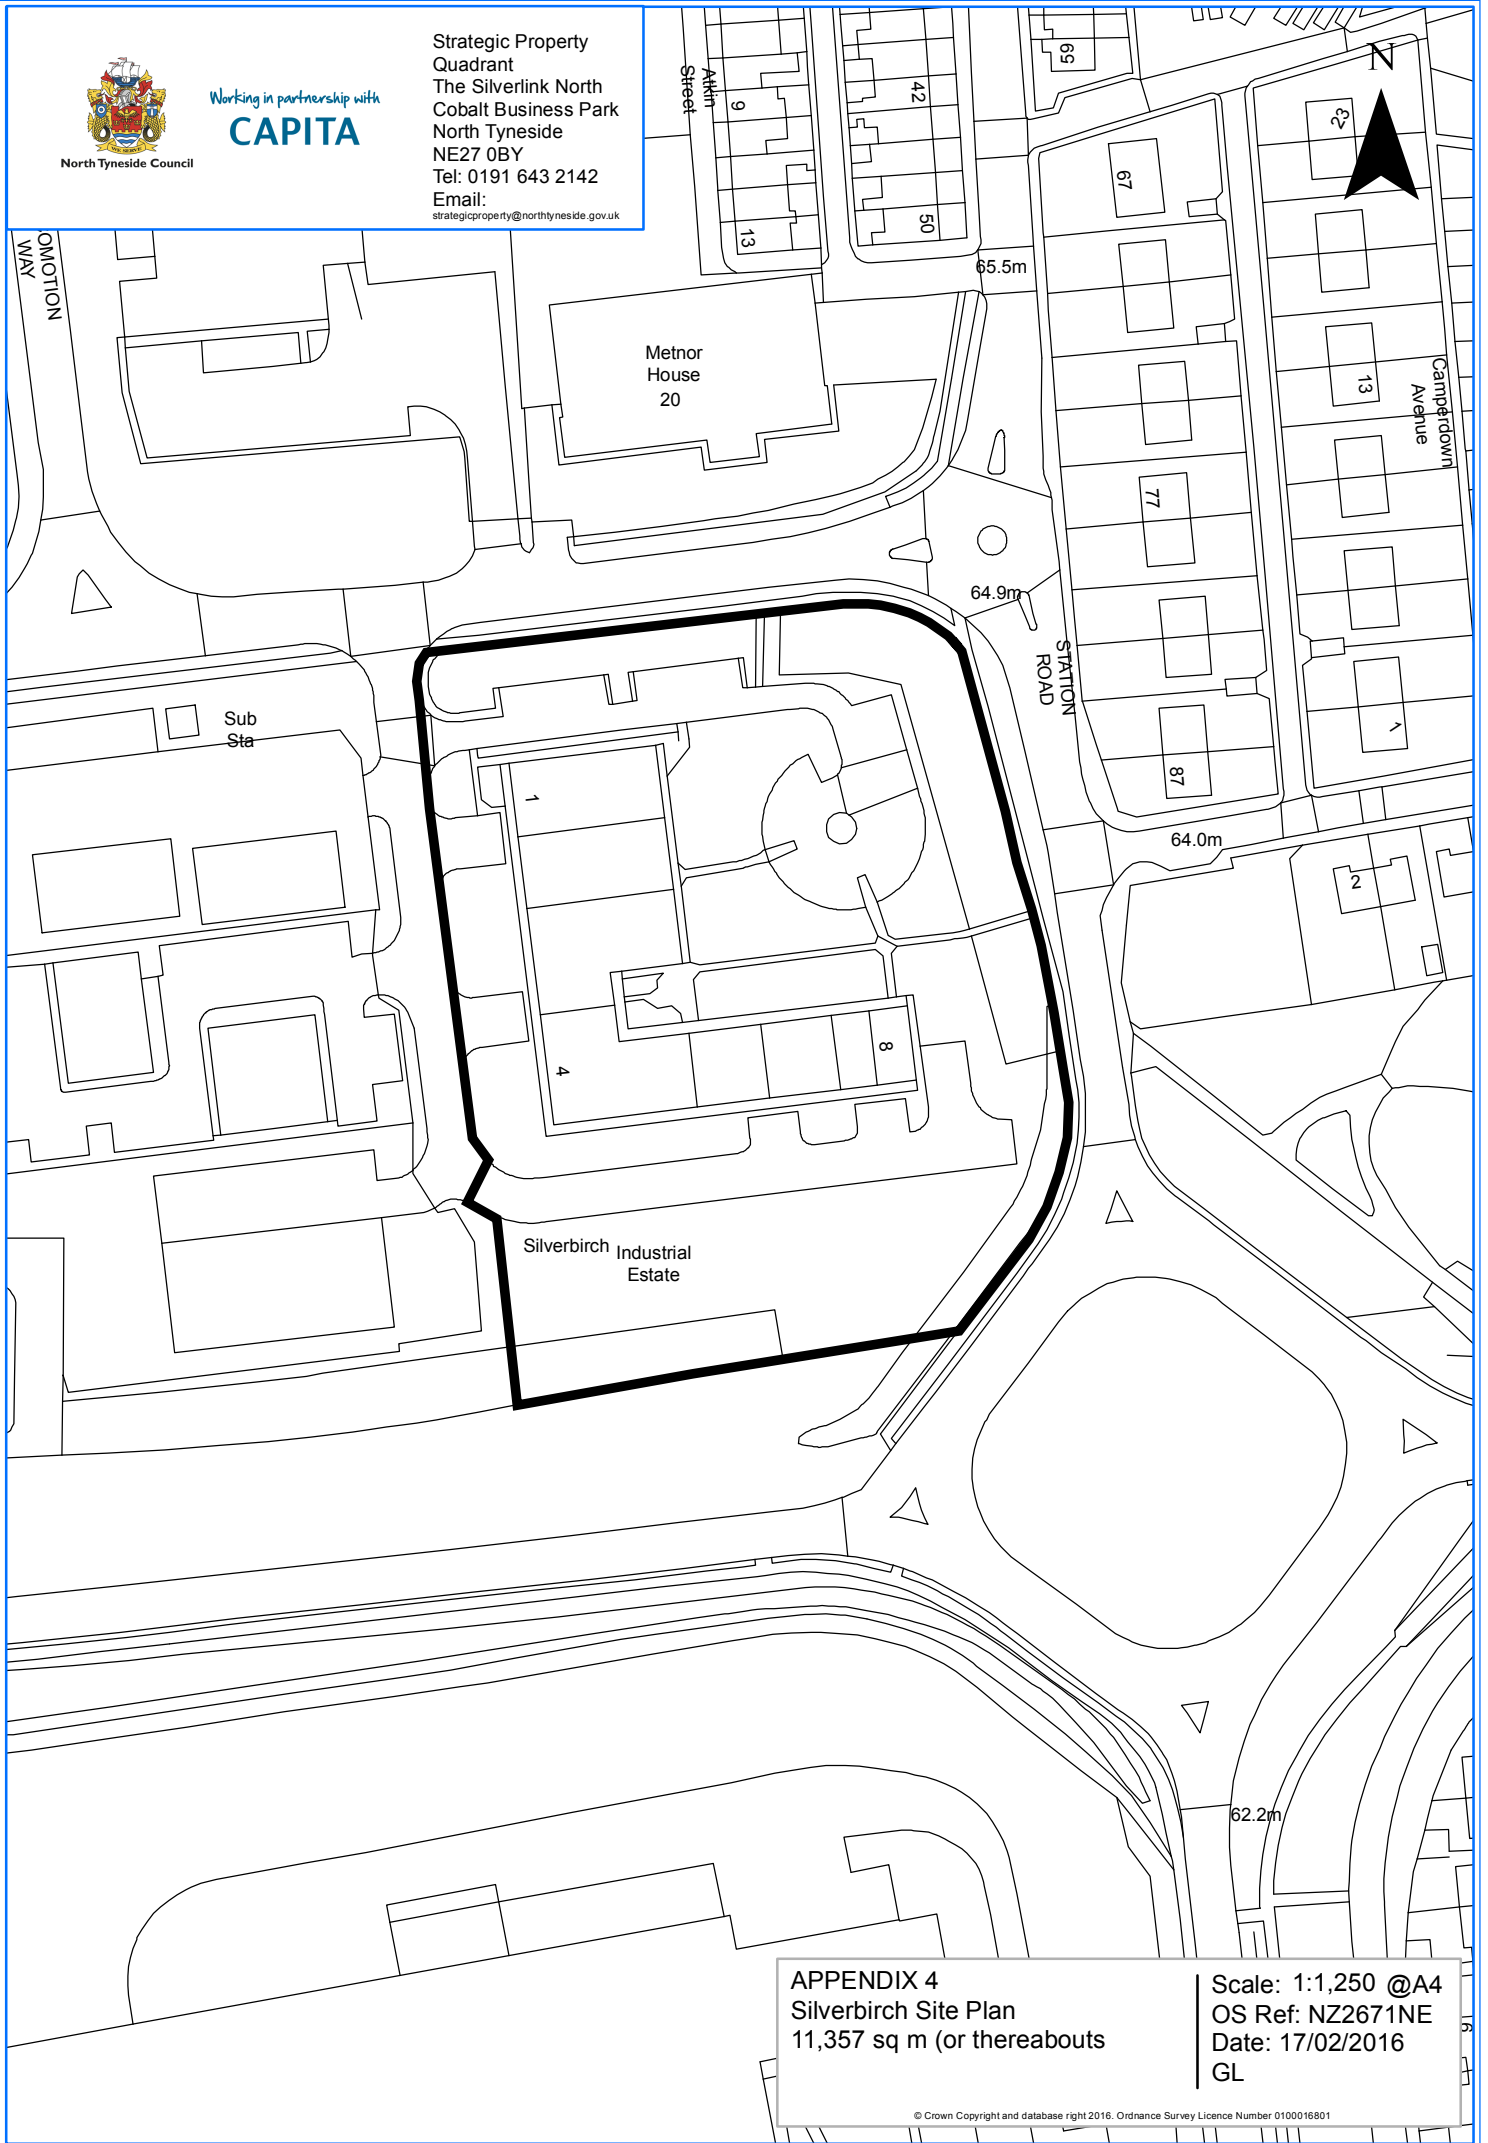 North Tyneside Council
Working in partnership with
CAPITA
Strategic Property
Quadrant
The Silverlink North
Cobalt Business Park
North Tyneside
NE27 0BY
Tel: 0191 643 2142
Email:
strategicproperty@northtyneside.gov.uk
N
OMOTION
WAY
Atkin
Street
9
13
42
50
59
65.5m
67
23
Metnor
House
20
13
Camperdown
Avenue
77
64.9m
STATION
ROAD
1
87
64.0m
2
Sub
Sta
1
4
8
Silverbirch Industrial
Estate
62.2m
APPENDIX 4
Silverbirch Site Plan
11,357 sq m (or thereabouts
Scale: 1:1,250 @A4
OS Ref: NZ2671NE
Date: 17/02/2016
GL
© Crown Copyright and database right 2016. Ordnance Survey Licence Number 0100016801